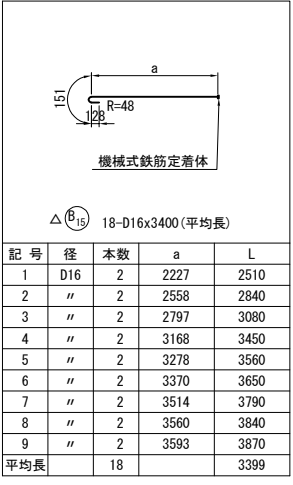 a
151
R=48
128
機械式鉄筋定着体
△ B15 18-D16x3400(平均長)
記 号 径 本数 a L
1 D16 2 2227 2510
2 〃 2 2558 2840
3 〃 2 2797 3080
4 〃 2 3168 3450
5 〃 2 3278 3560
6 〃 2 3370 3650
7 〃 2 3514 3790
8 〃 2 3560 3840
9 〃 2 3593 3870
平均長 18 3399